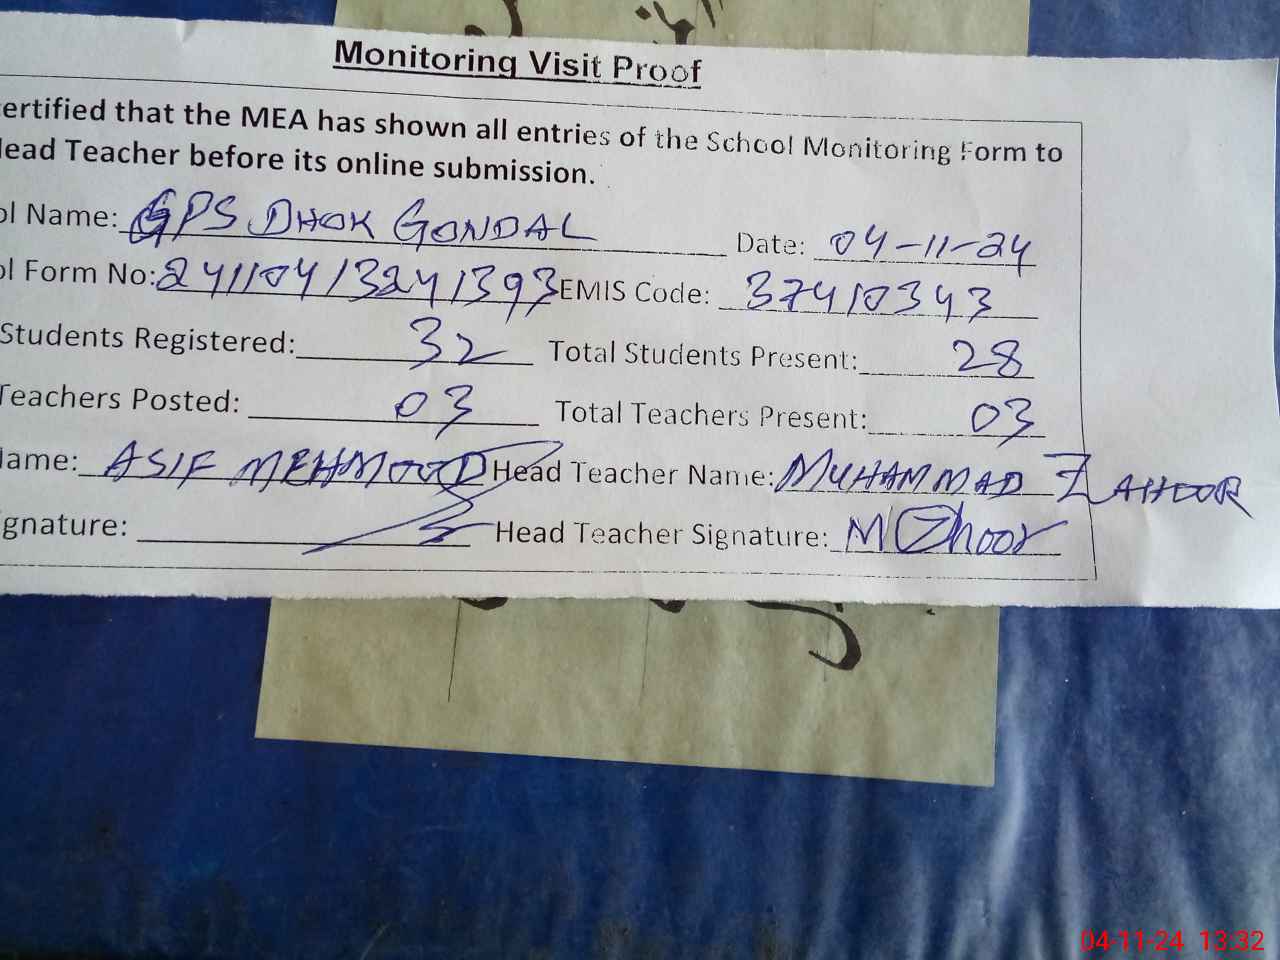 Monitoring Visit Proof
ertified that the MEA has shown all entries of the School Monitoring Form to
ead Teacher before its online submission.
ol Name: GPS DHOK GONDAL Date: 04-11-24
ol Form No: 24110413241393 EMIS Code: 37410343
Students Registered: 32 Total Students Present: 28
Teachers Posted: 03 Total Teachers Present: 03
ame: ASIF MEHMOOD Head Teacher Name: MUHAMMAD ZAHOOR
gnature: Head Teacher Signature: M Zhoor
04-11-24 13:32